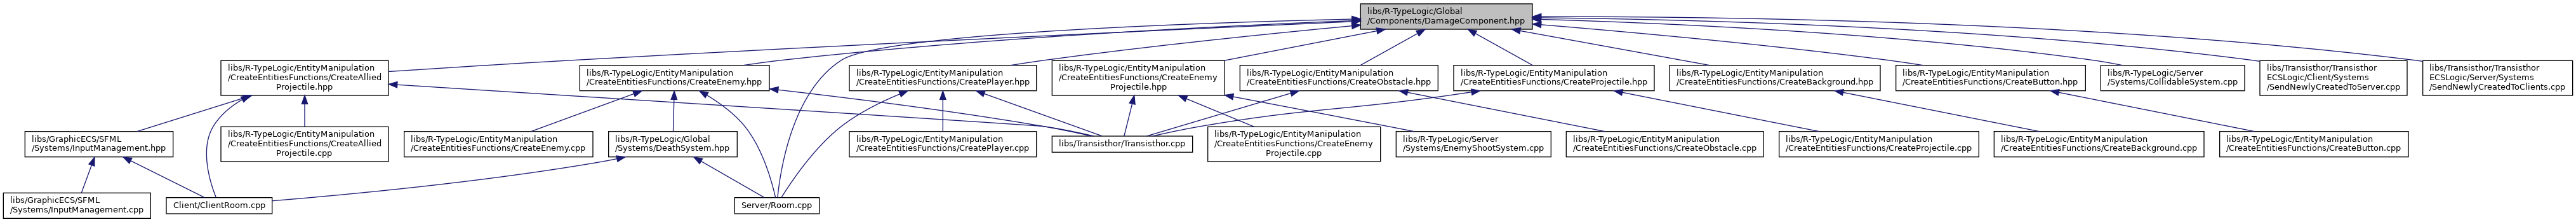 libs/R-TypeLogic/Global
/Components/DamageComponent.hpp
libs/R-TypeLogic/EntityManipulation
/CreateEntitiesFunctions/CreateAllied
Projectile.hpp
libs/R-TypeLogic/EntityManipulation
/CreateEntitiesFunctions/CreateEnemy.hpp
libs/R-TypeLogic/EntityManipulation
/CreateEntitiesFunctions/CreatePlayer.hpp
libs/R-TypeLogic/EntityManipulation
/CreateEntitiesFunctions/CreateEnemy
Projectile.hpp
libs/R-TypeLogic/EntityManipulation
/CreateEntitiesFunctions/CreateObstacle.hpp
libs/R-TypeLogic/EntityManipulation
/CreateEntitiesFunctions/CreateProjectile.hpp
libs/R-TypeLogic/EntityManipulation
/CreateEntitiesFunctions/CreateBackground.hpp
libs/R-TypeLogic/EntityManipulation
/CreateEntitiesFunctions/CreateButton.hpp
libs/R-TypeLogic/Server
/Systems/CollidableSystem.cpp
libs/Transisthor/Transisthor
ECSLogic/Client/Systems
/SendNewlyCreatedToServer.cpp
libs/Transisthor/Transisthor
ECSLogic/Server/Systems
/SendNewlyCreatedToClients.cpp
libs/GraphicECS/SFML
/Systems/InputManagement.hpp
libs/R-TypeLogic/EntityManipulation
/CreateEntitiesFunctions/CreateAllied
Projectile.cpp
libs/R-TypeLogic/EntityManipulation
/CreateEntitiesFunctions/CreateEnemy.cpp
libs/R-TypeLogic/Global
/Systems/DeathSystem.hpp
libs/R-TypeLogic/EntityManipulation
/CreateEntitiesFunctions/CreatePlayer.cpp
libs/Transisthor/Transisthor.cpp
libs/R-TypeLogic/EntityManipulation
/CreateEntitiesFunctions/CreateEnemy
Projectile.cpp
libs/R-TypeLogic/Server
/Systems/EnemyShootSystem.cpp
libs/R-TypeLogic/EntityManipulation
/CreateEntitiesFunctions/CreateObstacle.cpp
libs/R-TypeLogic/EntityManipulation
/CreateEntitiesFunctions/CreateProjectile.cpp
libs/R-TypeLogic/EntityManipulation
/CreateEntitiesFunctions/CreateBackground.cpp
libs/R-TypeLogic/EntityManipulation
/CreateEntitiesFunctions/CreateButton.cpp
libs/GraphicECS/SFML
/Systems/InputManagement.cpp
Client/ClientRoom.cpp
Server/Room.cpp